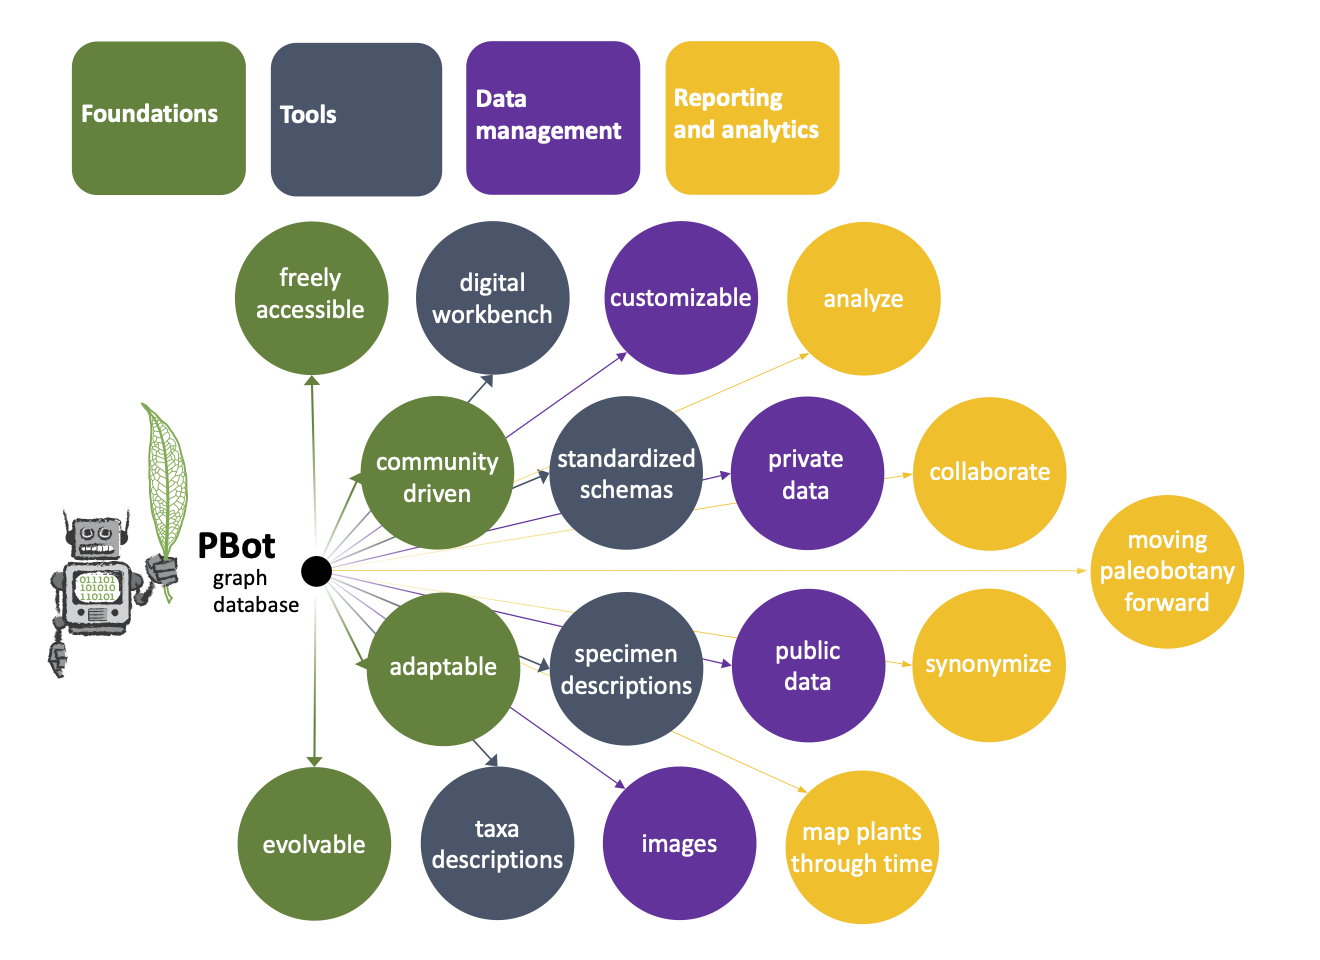 Foundations
Tools
Data
management
Reporting
and analytics
freely
accessible
digital
workbench
customizable
analyze
community
driven
standardized
schemas
private
data
collaborate
PBot
graph
database
011101
101010
110101
moving
paleobotany
forward
adaptable
specimen
descriptions
public
data
synonymize
evolvable
taxa
descriptions
images
map plants
through time